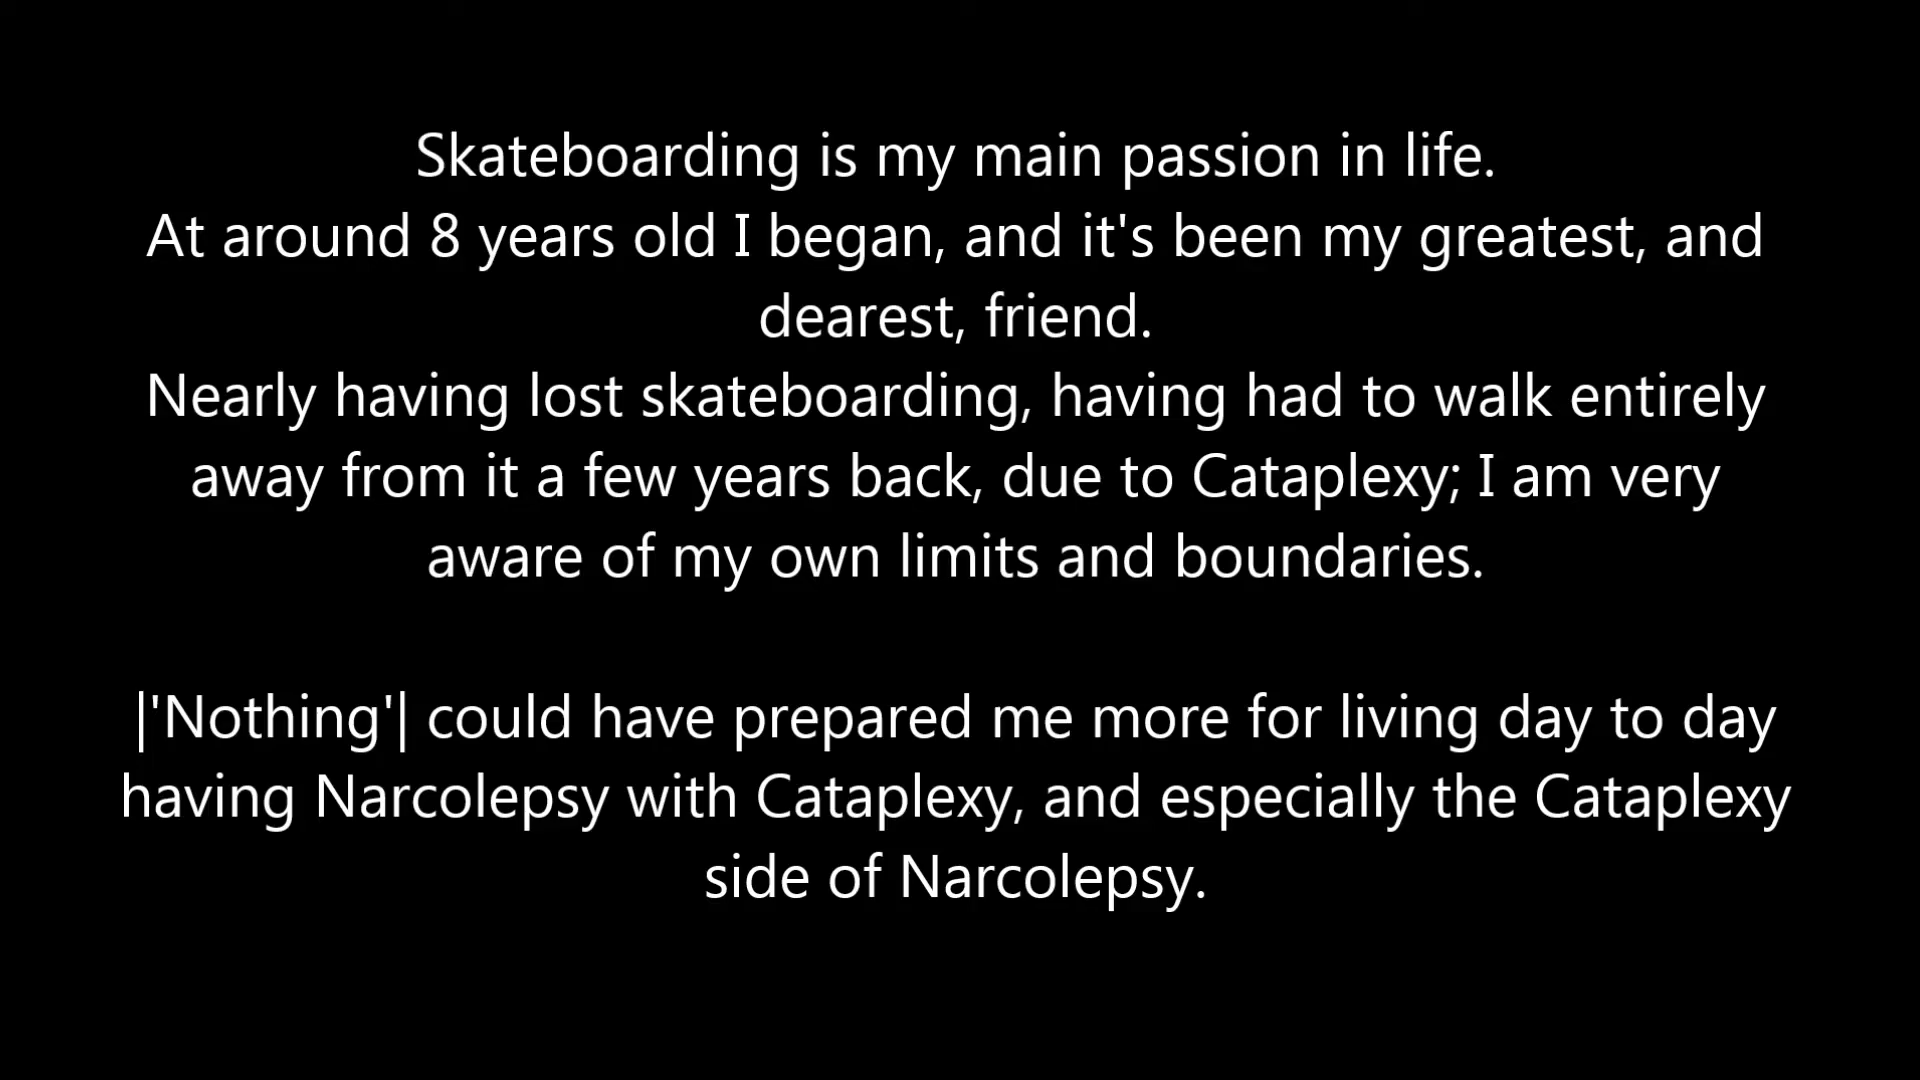 Skateboarding is my main passion in life.
At around 8 years old I began, and it's been my greatest, and
dearest, friend.
Nearly having lost skateboarding, having had to walk entirely
away from it a few years back, due to Cataplexy; I am very
aware of my own limits and boundaries.
|'Nothing'| could have prepared me more for living day to day
having Narcolepsy with Cataplexy, and especially the Cataplexy
side of Narcolepsy.